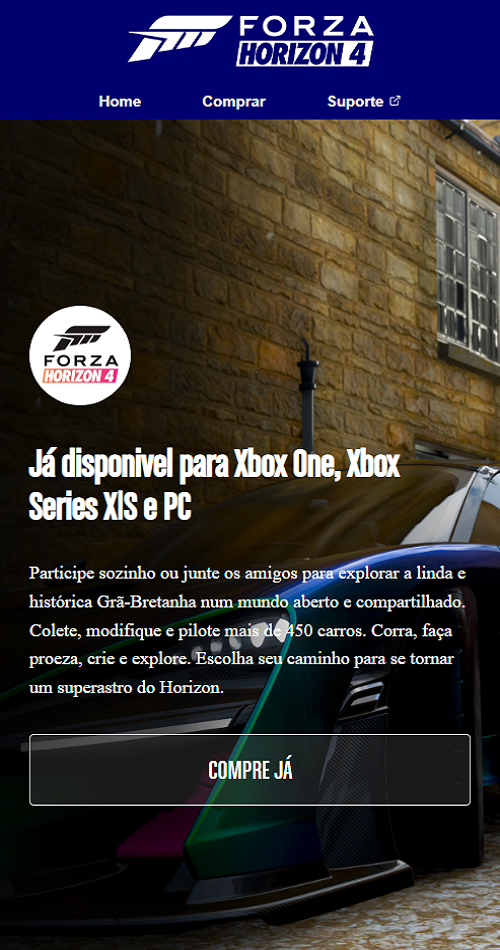 FORZA
HORIZON 4
Home Comprar Suporte
FORZA
HORIZON 4
Já disponivel para Xbox One, Xbox
Series X|S e PC
Participe sozinho ou junte os amigos para explorar a linda e
histórica Grã-Bretanha num mundo aberto e compartilhado.
Colete, modifique e pilote mais de 450 carros. Corra, faça
proeza, crie e explore. Escolha seu caminho para se tornar
um superastro do Horizon.
COMPRE JÁ